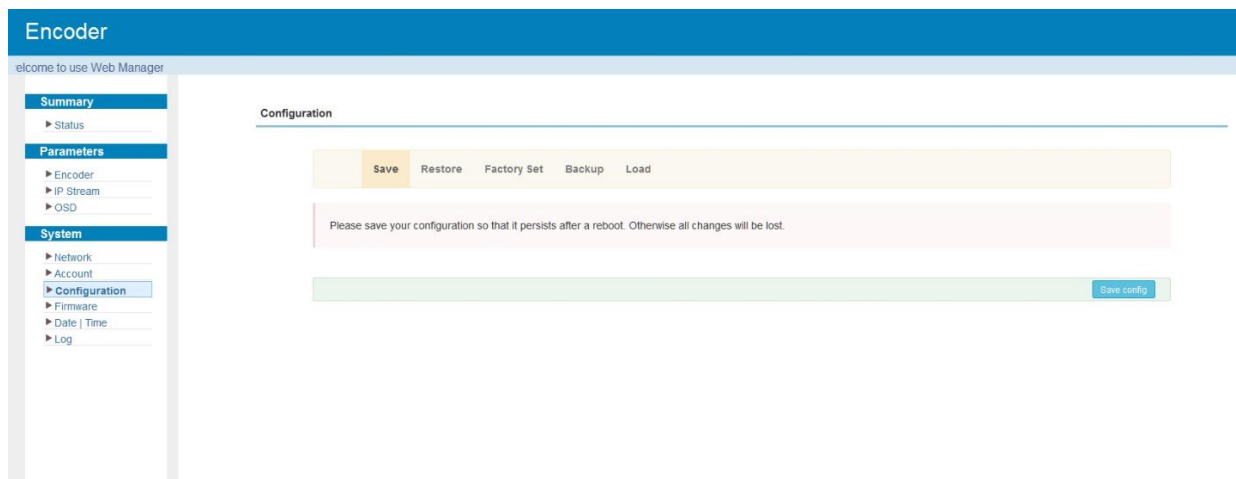 Encoder
elcome to use Web Manager
Summary
Status
Parameters
Encoder
IP Stream
OSD
System
Network
Account
Configuration
Firmware
Date | Time
Log
Configuration
Save Restore Factory Set Backup Load
Please save your configuration so that it persists after a reboot. Otherwise all changes will be lost.
Save config